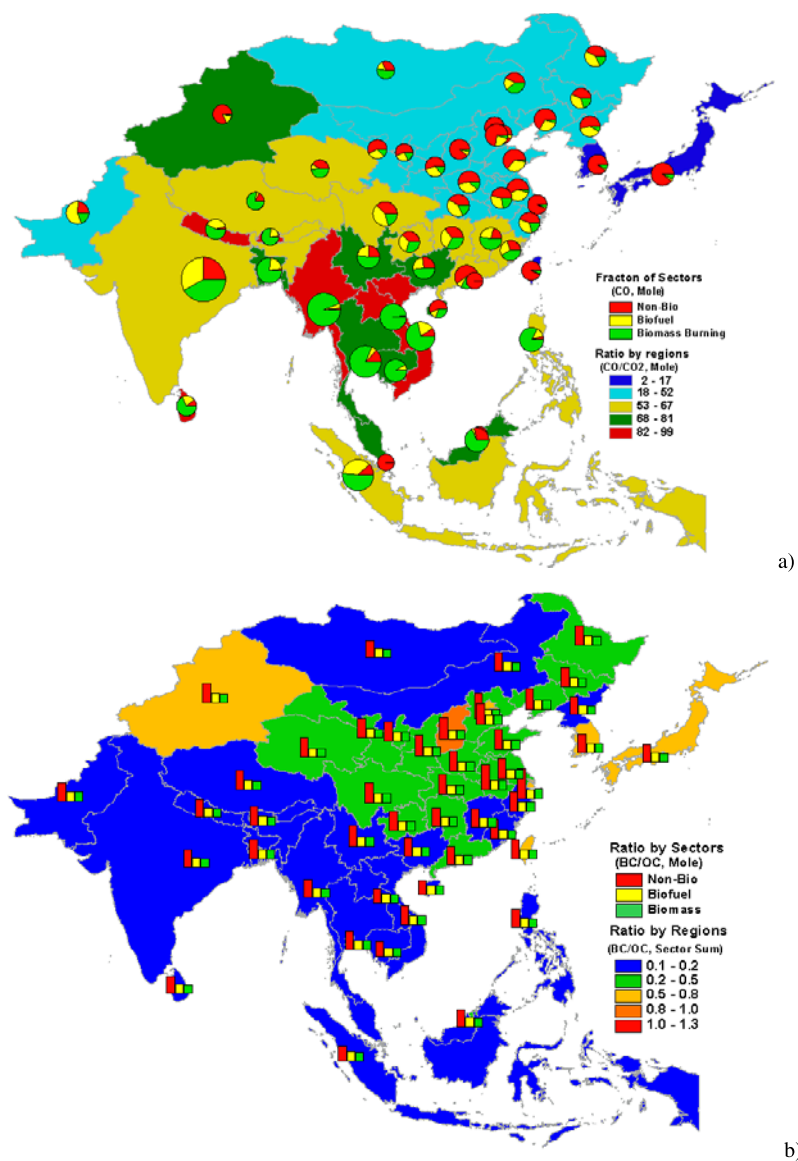 Fracton of Sectors
(CO, Mole)
Non-Bio
Biofuel
Biomass Burning
Ratio by regions
(CO/CO2, Mole)
2 - 17
18 - 52
53 - 67
68 - 81
82 - 99
a)
Ratio by Sectors
(BC/OC, Mole)
Non-Bio
Biofuel
Biomass
Ratio by Regions
(BC/OC, Sector Sum)
0.1 - 0.2
0.2 - 0.5
0.5 - 0.8
0.8 - 1.0
1.0 - 1.3
b)